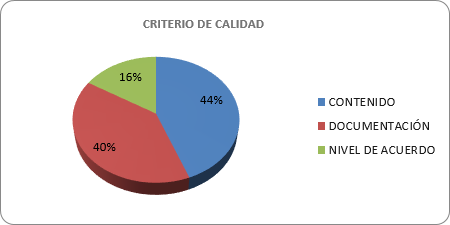 CRITERIO DE CALIDAD
16%
44%
40%
CONTENIDO
DOCUMENTACIÓN
NIVEL DE ACUERDO